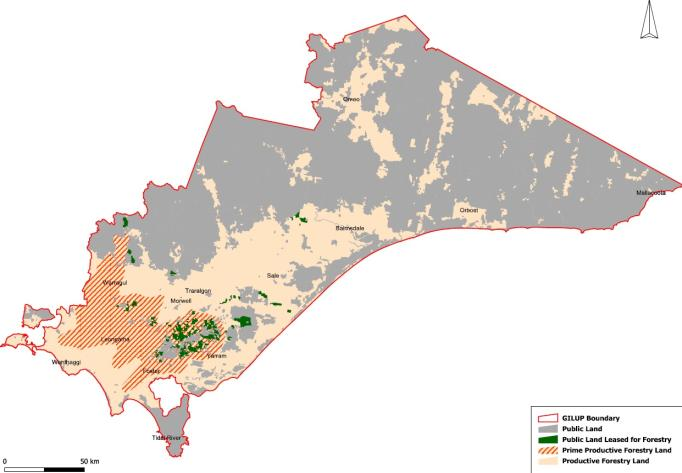 Omeo
Mallacoota
Orbost
Bairnsdale
Sale
Warragul
Traralgon
Morwell
Leongatha
Yarram
Wonthaggi
Foster
Tidal River
0 50 km
GILUP Boundary
Public Land
Public Land Leased for Forestry
Prime Productive Forestry Land
Productive Forestry Land